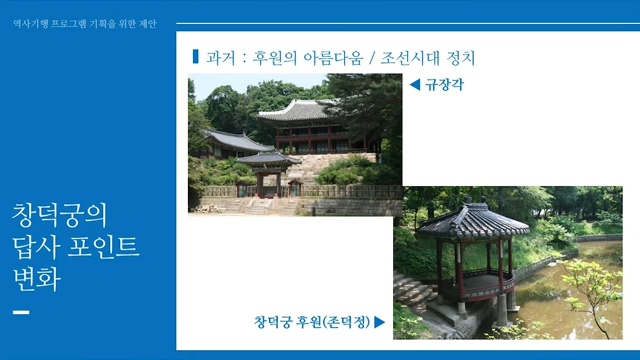 역사기행 프로그램 기획을 위한 제안
과거 : 후원의 아름다움 / 조선시대 정치
◀ 규장각
창덕궁의
답사 포인트
변화
창덕궁 후원(존덕정) ▶